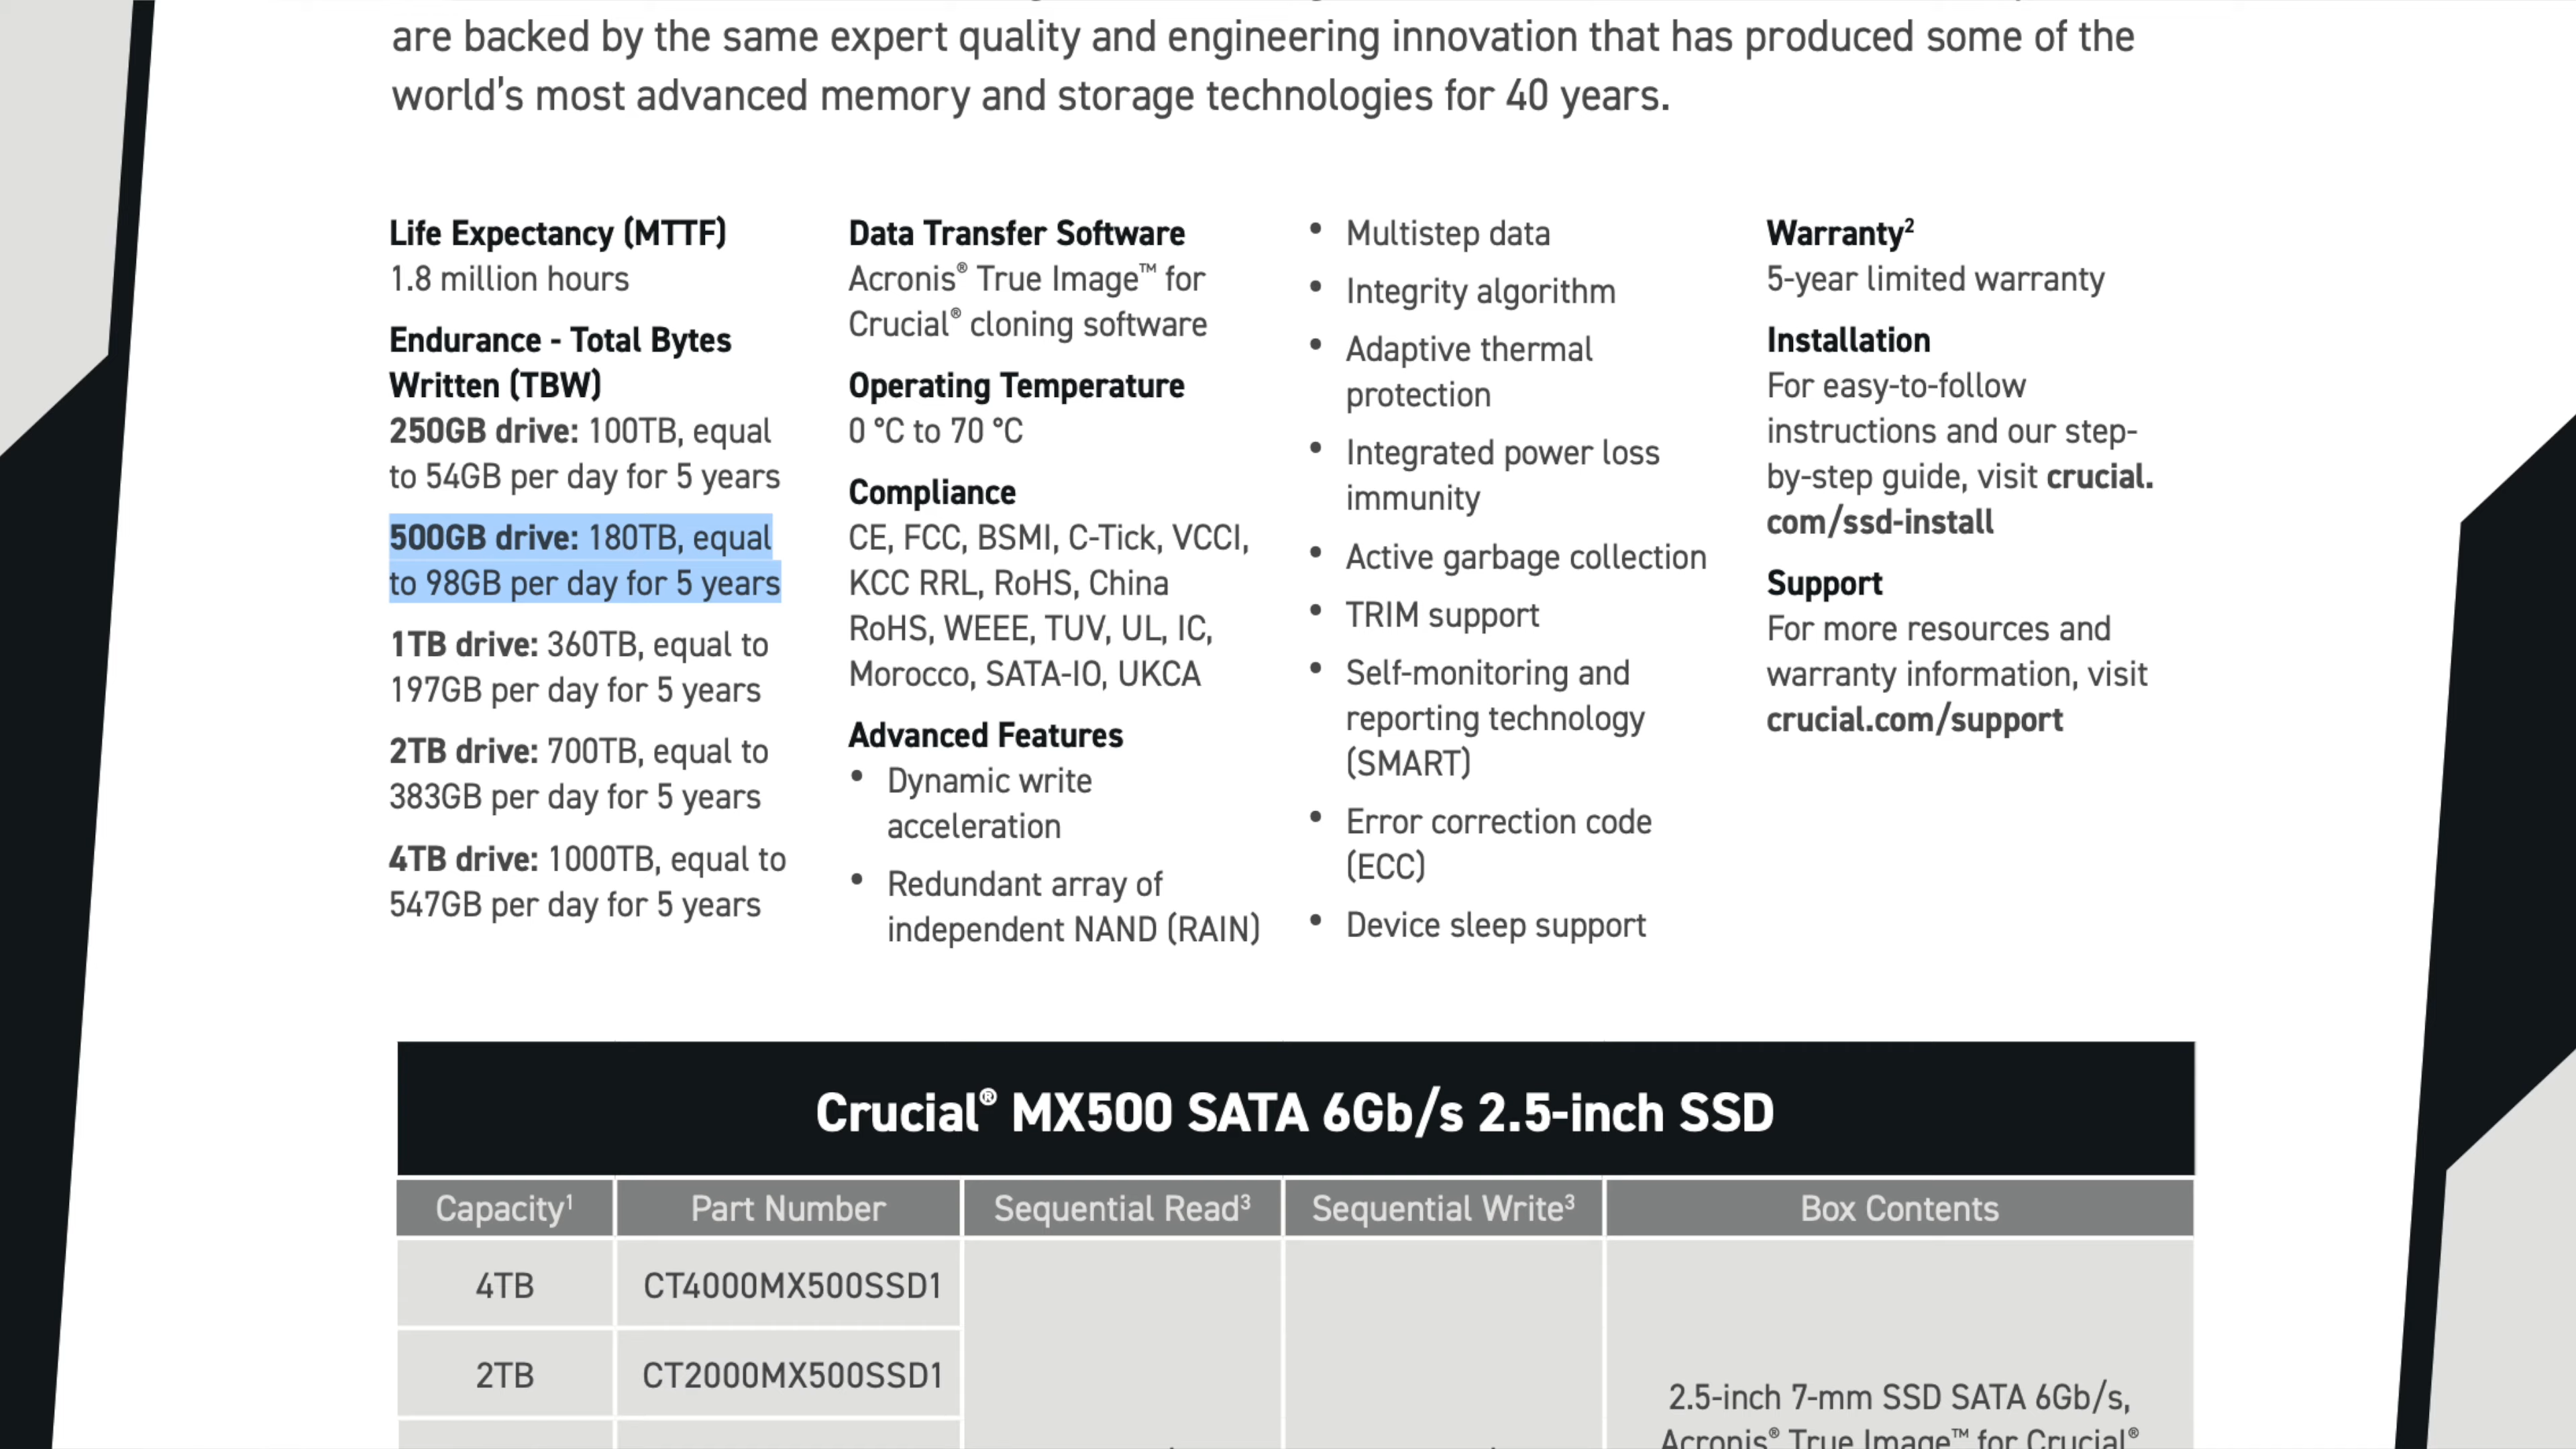 are backed by the same expert quality and engineering innovation that has produced some of the
world's most advanced memory and storage technologies for 40 years.
Life Expectancy (MTTF)
1.8 million hours
Endurance - Total Bytes
Written (TBW)
250GB drive: 100TB, equal
to 54GB per day for 5 years
500GB drive: 180TB, equal
to 98GB per day for 5 years
1TB drive: 360TB, equal to
197GB per day for 5 years
2TB drive: 700TB, equal to
383GB per day for 5 years
4TB drive: 1000TB, equal to
547GB per day for 5 years
Data Transfer Software
Acronis® True Image™ for
Crucial® cloning software
Operating Temperature
0 °C to 70 °C
Compliance
CE, FCC, BSMI, C-Tick, VCCI,
KCC RRL, RoHS, China
RoHS, WEEE, TUV, UL, IC,
Morocco, SATA-IO, UKCA
Advanced Features
• Dynamic write
acceleration
• Redundant array of
independent NAND (RAIN)
• Multistep data
• Integrity algorithm
• Adaptive thermal
protection
• Integrated power loss
immunity
• Active garbage collection
• TRIM support
• Self-monitoring and
reporting technology
(SMART)
• Error correction code
(ECC)
• Device sleep support
Warranty²
5-year limited warranty
Installation
For easy-to-follow
instructions and our step-
by-step guide, visit crucial.
com/ssd-install
Support
For more resources and
warranty information, visit
crucial.com/support
Crucial® MX500 SATA 6Gb/s 2.5-inch SSD
Capacity¹ Part Number Sequential Read³ Sequential Write³ Box Contents
4TB CT4000MX500SSD1
2TB CT2000MX500SSD1
2.5-inch 7-mm SSD SATA 6Gb/s,
Acronis® True Image™ for Crucial®